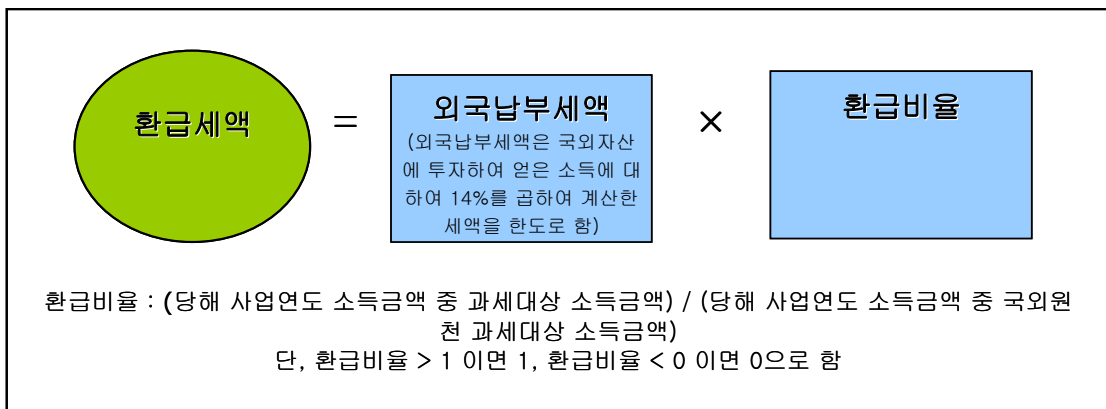 환급세액
=
외국납부세액
(외국납부세액은 국외자산
에 투자하여 얻은 소득에 대
하여 14%를 곱하여 계산한
세액을 한도로 함)
×
환급비율
환급비율 : (당해 사업연도 소득금액 중 과세대상 소득금액) / (당해 사업연도 소득금액 중 국외원
천 과세대상 소득금액)
단, 환급비율 > 1 이면 1, 환급비율 < 0 이면 0으로 함